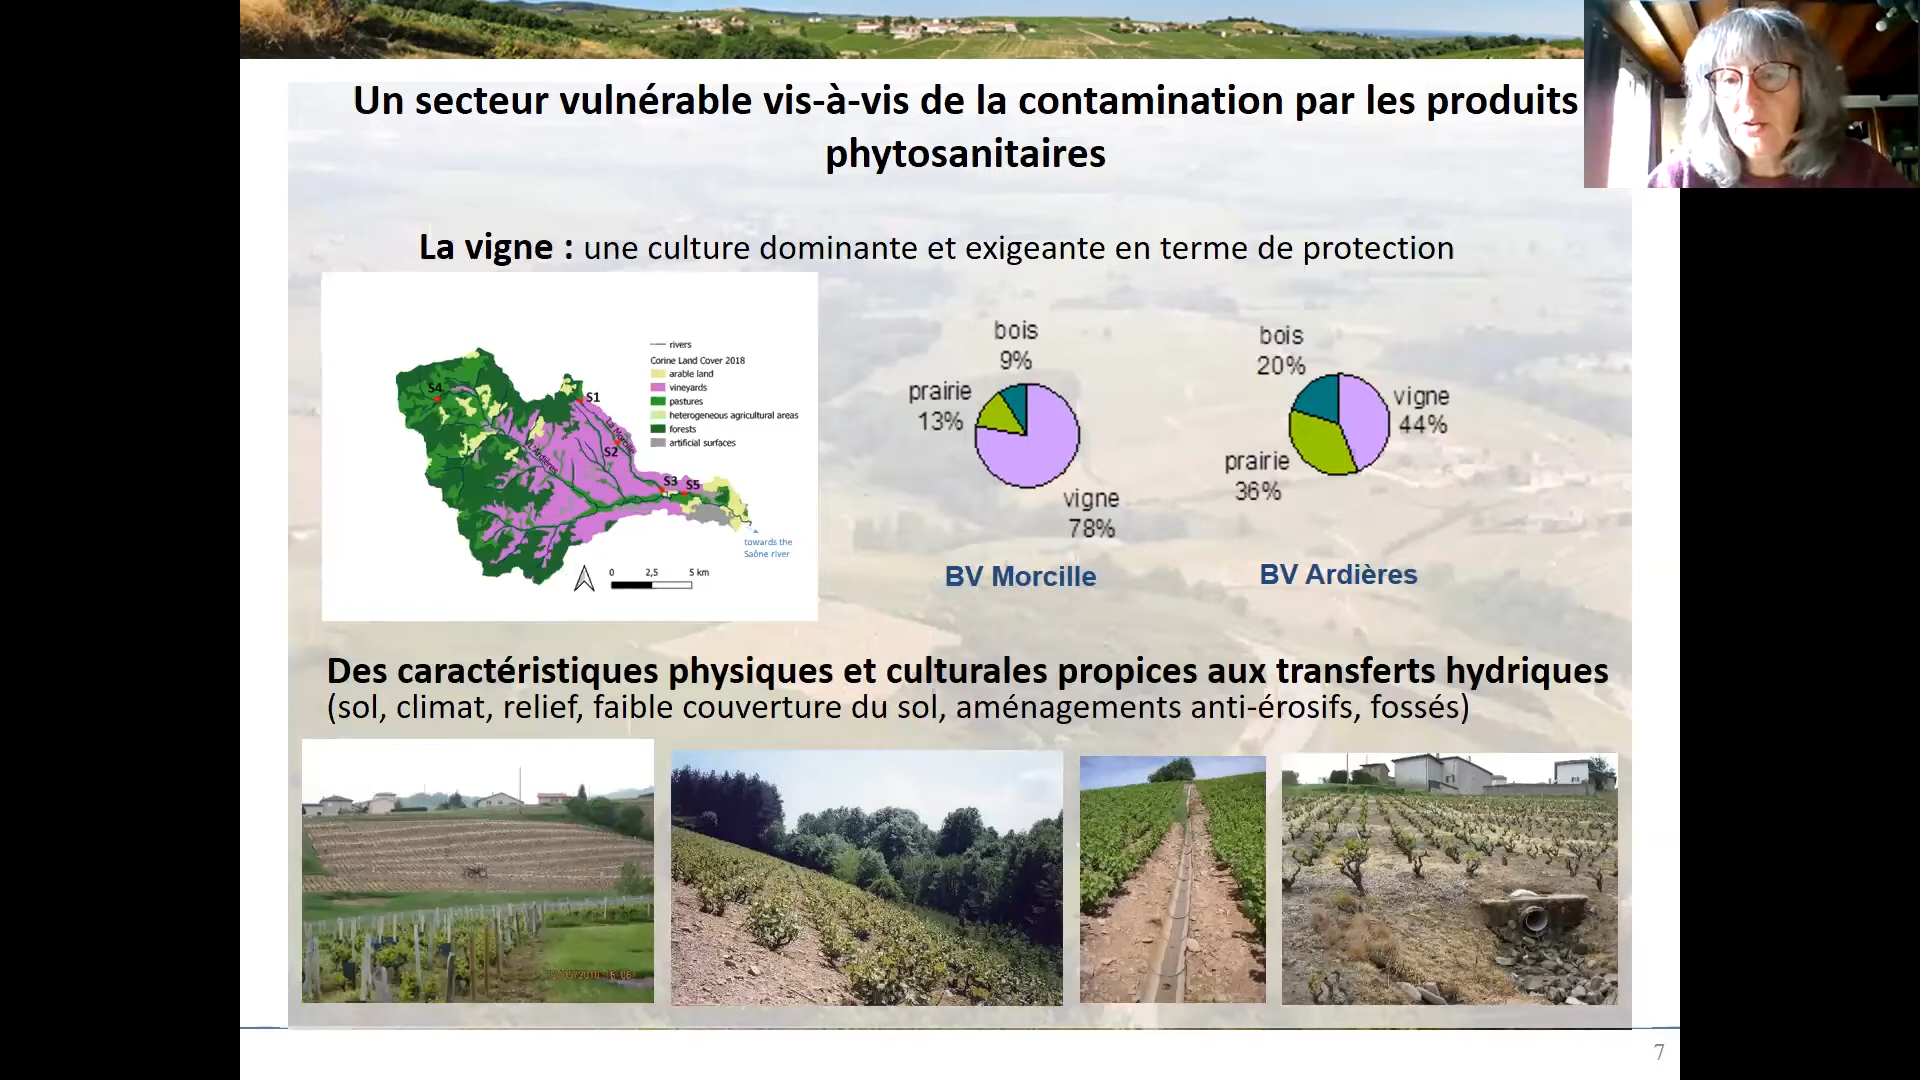 Un secteur vulnérable vis-à-vis de la contamination par les produits
phytosanitaires
La vigne : une culture dominante et exigeante en terme de protection
rivers
Corine Land Cover 2018
arable land
vineyards
pastures
heterogeneous agricultural areas
forests
artificial surfaces
S4
S1
La Morcille
S2
L'Ardières
S3 S5
towards the
Saône river
0 2,5 5 km
bois
9%
prairie
13%
vigne
78%
BV Morcille
bois
20%
vigne
44%
prairie
36%
BV Ardières
Des caractéristiques physiques et culturales propices aux transferts hydriques
(sol, climat, relief, faible couverture du sol, aménagements anti-érosifs, fossés)
7